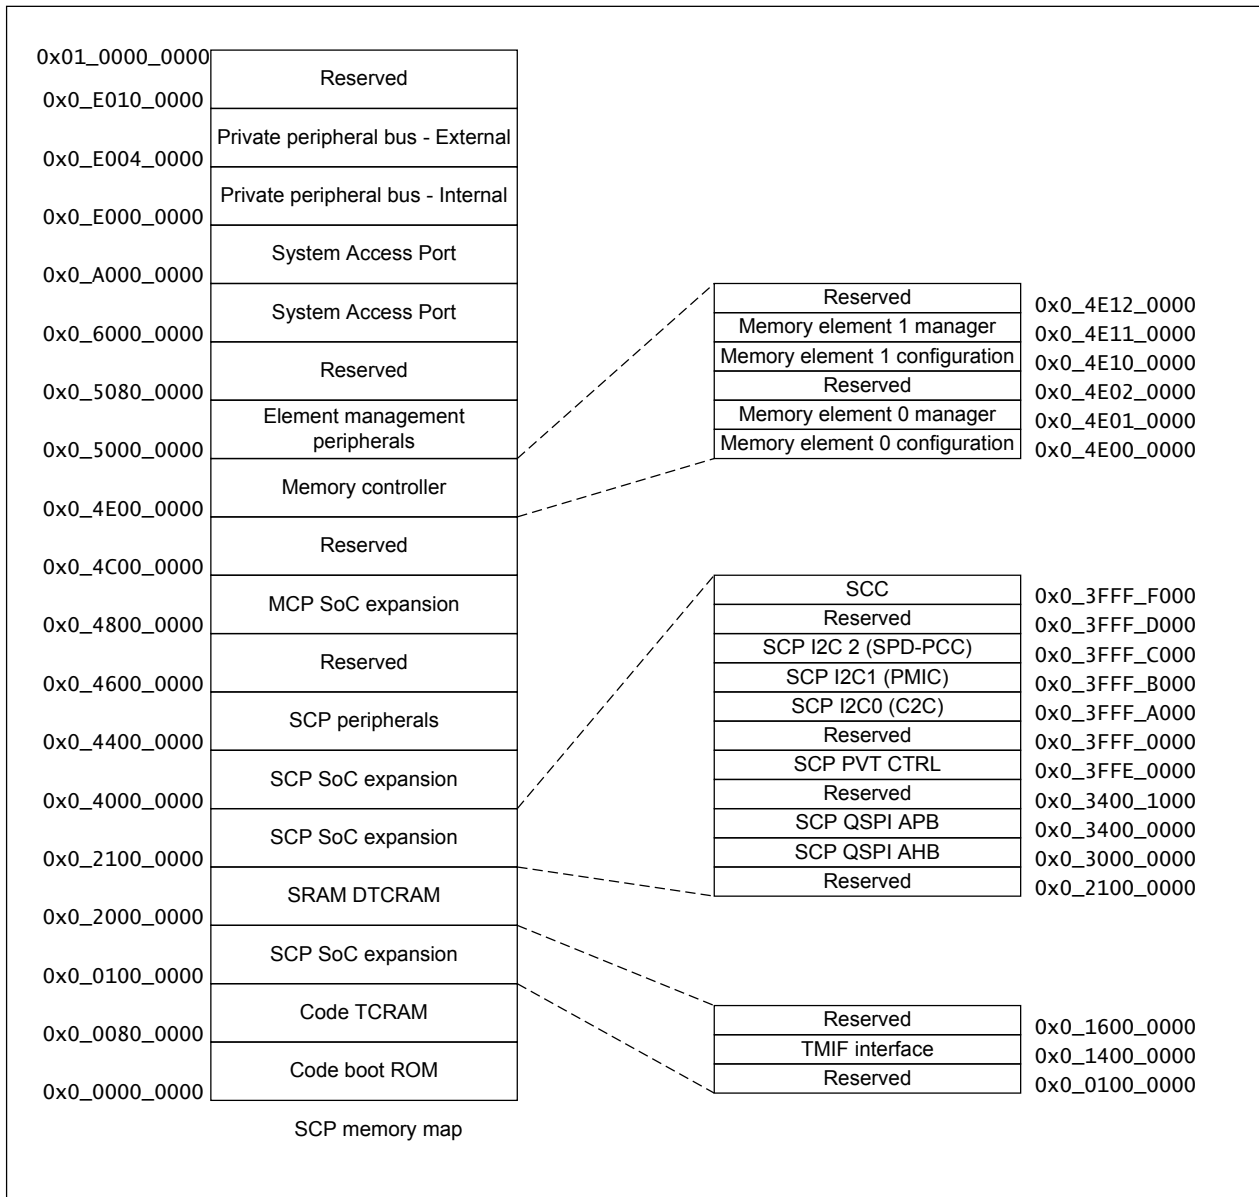 0x01_0000_0000
Reserved
0x0_E010_0000
Private peripheral bus - External
0x0_E004_0000
Private peripheral bus - Internal
0x0_E000_0000
System Access Port
0x0_A000_0000
System Access Port
0x0_6000_0000
Reserved
0x0_5080_0000
Element management
peripherals
0x0_5000_0000
Memory controller
0x0_4E00_0000
Reserved
0x0_4C00_0000
MCP SoC expansion
0x0_4800_0000
Reserved
0x0_4600_0000
SCP peripherals
0x0_4400_0000
SCP SoC expansion
0x0_4000_0000
SCP SoC expansion
0x0_2100_0000
SRAM DTCRAM
0x0_2000_0000
SCP SoC expansion
0x0_0100_0000
Code TCRAM
0x0_0080_0000
Code boot ROM
0x0_0000_0000
SCP memory map
Reserved
0x0_4E12_0000
Memory element 1 manager
0x0_4E11_0000
Memory element 1 configuration
0x0_4E10_0000
Reserved
0x0_4E02_0000
Memory element 0 manager
0x0_4E01_0000
Memory element 0 configuration
0x0_4E00_0000
SCC
0x0_3FFF_F000
Reserved
0x0_3FFF_D000
SCP I2C 2 (SPD-PCC)
0x0_3FFF_C000
SCP I2C1 (PMIC)
0x0_3FFF_B000
SCP I2C0 (C2C)
0x0_3FFF_A000
Reserved
0x0_3FFF_0000
SCP PVT CTRL
0x0_3FFE_0000
Reserved
0x0_3400_1000
SCP QSPI APB
0x0_3400_0000
SCP QSPI AHB
0x0_3000_0000
Reserved
0x0_2100_0000
Reserved
0x0_1600_0000
TMIF interface
0x0_1400_0000
Reserved
0x0_0100_0000